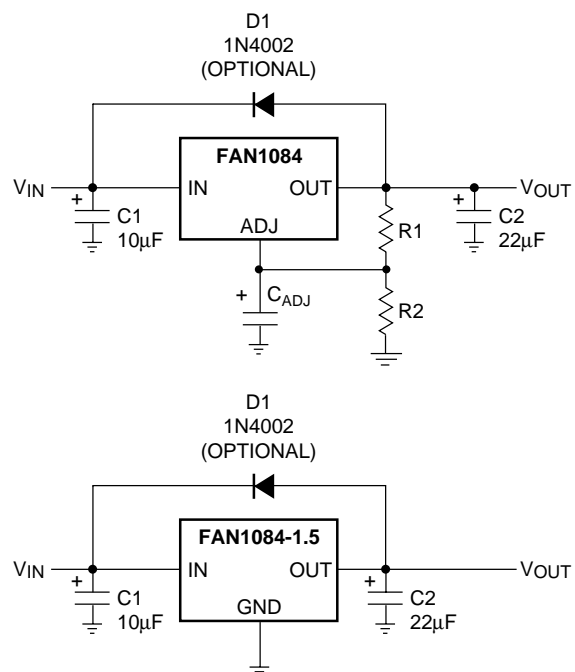 D1
1N4002
(OPTIONAL)
FAN1084
VIN
IN
OUT
VOUT
+
C1
10µF
ADJ
R1
+
C2
22µF
+
CADJ
R2
D1
1N4002
(OPTIONAL)
FAN1084-1.5
VIN
IN
OUT
VOUT
+
C1
10µF
GND
+
C2
22µF